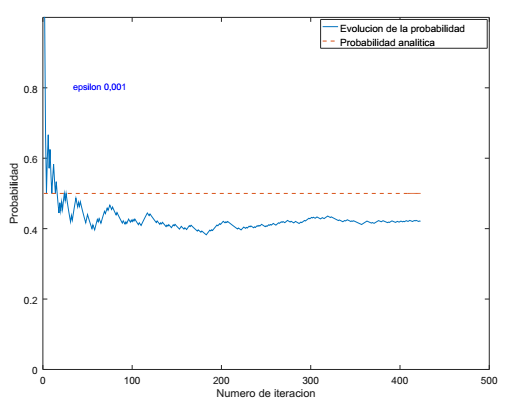 Evolucion de la probabilidad
Probabilidad analitica
epsilon 0,001
Probabilidad
0.8
0.6
0.4
0.2
0
0
100
200
300
400
500
Numero de iteracion